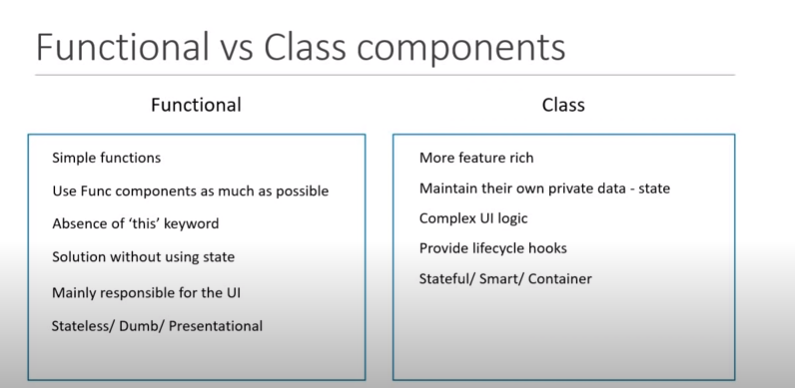 Functional vs Class components
Functional
Simple functions
Use Func components as much as possible
Absence of ‘this’ keyword
Solution without using state
Mainly responsible for the UI
Stateless/ Dumb/ Presentational
Class
More feature rich
Maintain their own private data - state
Complex UI logic
Provide lifecycle hooks
Stateful/ Smart/ Container